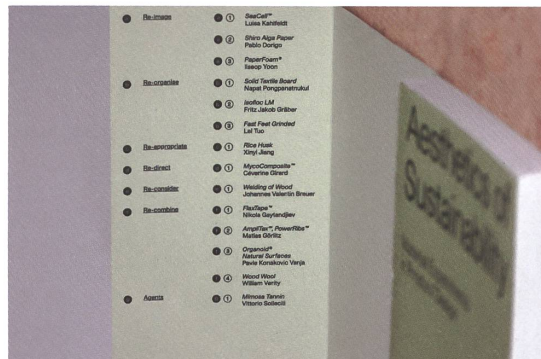 Re-image
① SeaCell™
Luisa Kahlfeldt
② Shiro Alga Paper
Pablo Dorigo
③ PaperFoam®
Ilseop Yoon
Re-organise
① Solid Textile Board
Napat Pongpanatnukul
② isofloc LM
Fritz Jakob Gräber
③ Fast Feet Grinded
Lei Tuo
Re-appropriate
① Rice Husk
Xinyi Jiang
Re-direct
① MycoComposite™
Céverine Girard
Re-consider
① Welding of Wood
Johannes Valentin Breuer
Re-combine
① FlaxTape™
Nikola Gaytandjiev
② AmpliTex™, PowerRibs™
Matias Görlitz
③ Organoid®
Natural Surfaces
Pavle Konakovic Vanja
④ Wood Wool
William Verity
Agents
① Mimosa Tannin
Vittorio Sollecili
Aesthetics of
Sustainability